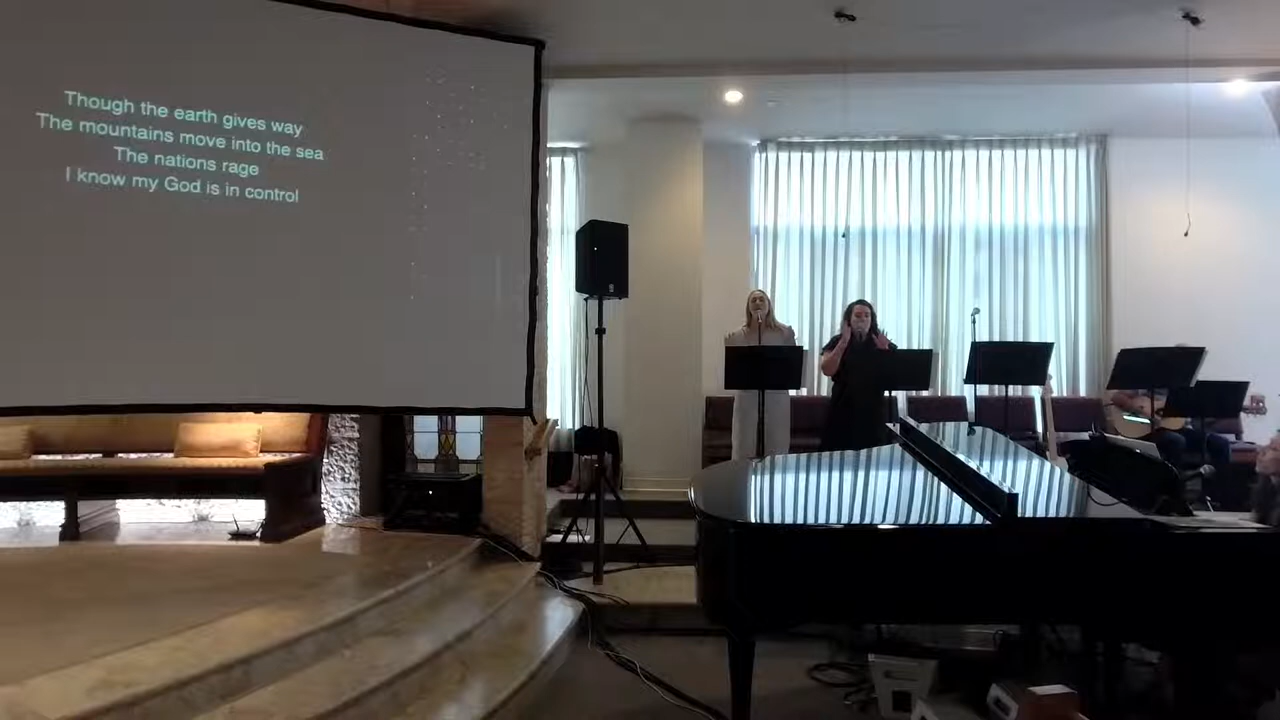 Though the earth gives way
The mountains move into the sea
The nations rage
I know my God is in control